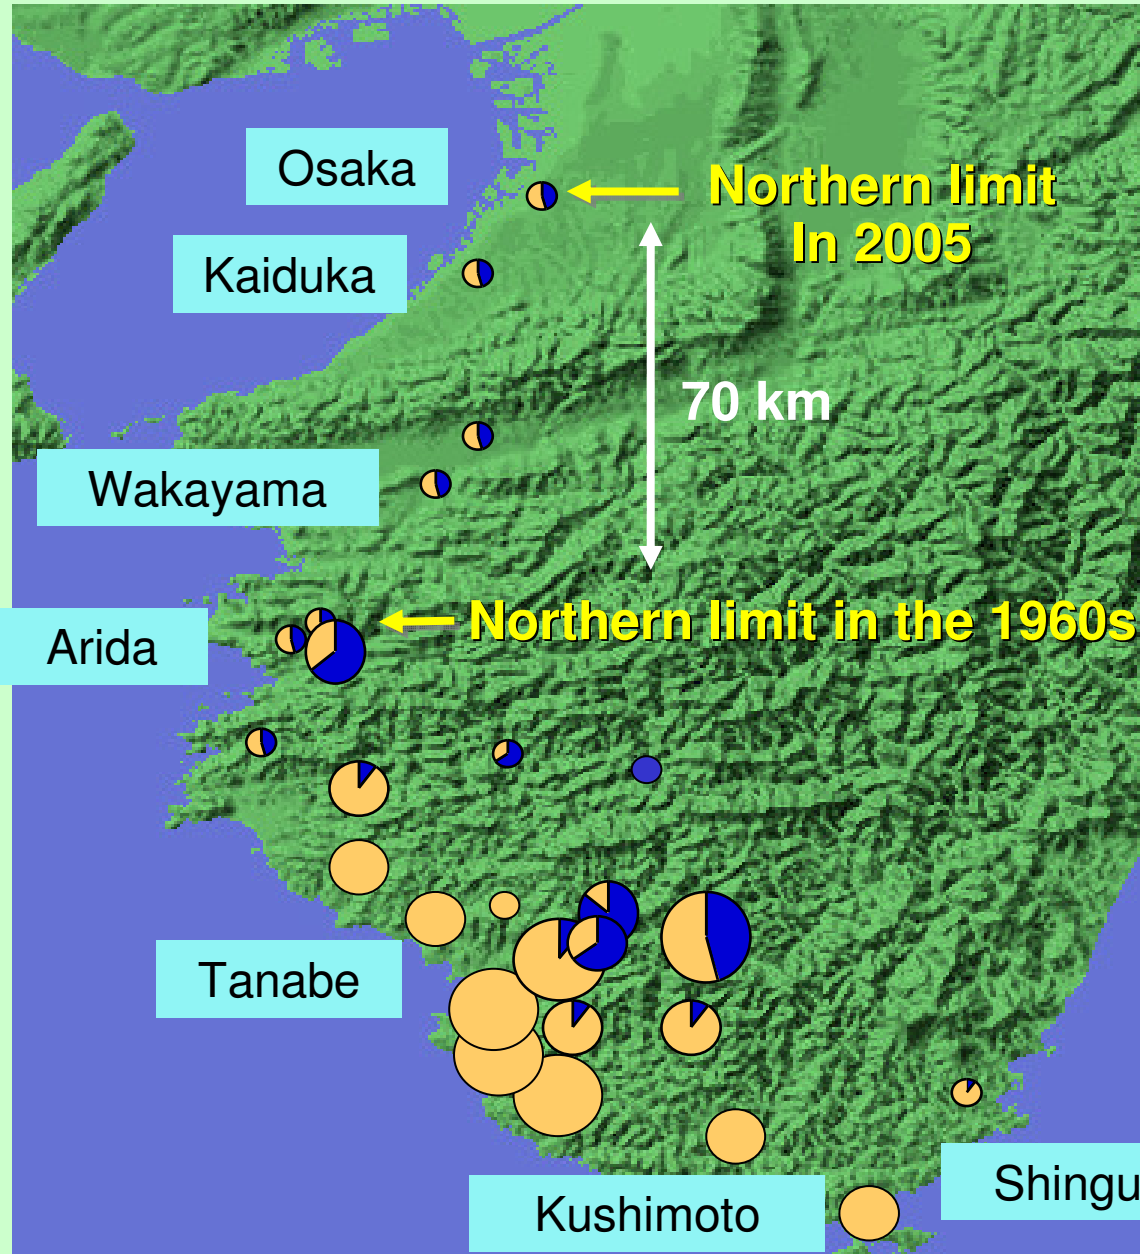 Osaka
Northern limit
In 2005
Kaiduka
70 km
Wakayama
Northern limit in the 1960s
Arida
Tanabe
Shingu
Kushimoto